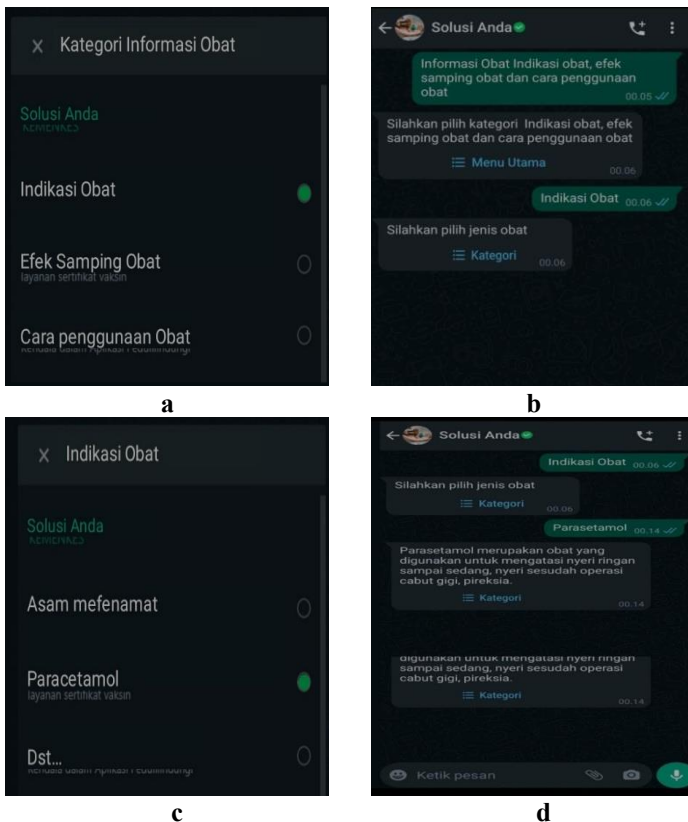 Kategori Informasi Obat
Solusi Anda
KEMENKES
Indikasi Obat
Efek Samping Obat
layanan sertifikat vaksin
Cara penggunaan Obat
a
Solusi Anda
Informasi Obat Indikasi obat, efek
samping obat dan cara penggunaan
obat
00.05
Silahkan pilih kategori Indikasi obat, efek
samping obat dan cara penggunaan obat
Menu Utama
00.06
Indikasi Obat 00.06
Silahkan pilih jenis obat
Kategori 00.06
b
Indikasi Obat
Solusi Anda
KEMENKES
Asam mefenamat
Paracetamol
layanan sertifikat vaksin
Dst...
c
Solusi Anda
Indikasi Obat 00.06
Silahkan pilih jenis obat
Kategori 00.06
Parasetamol 00.14
Parasetamol merupakan obat yang
digunakan untuk mengatasi nyeri ringan
sampai sedang, nyeri sesudah operasi
cabut gigi, pireksia.
Kategori
00.14
digunakan untuk mengatasi nyeri ringan
sampai sedang, nyeri sesudah operasi
cabut gigi, pireksia.
Kategori
00.14
Ketik pesan
d